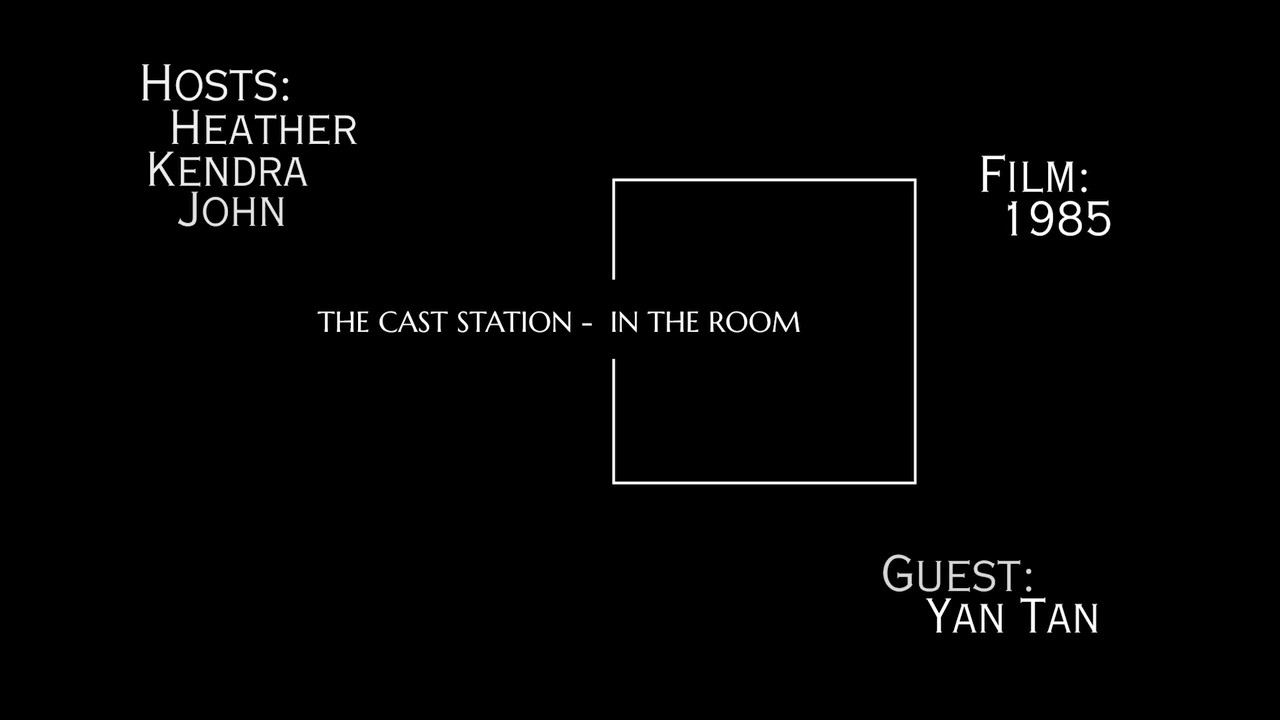 HOSTS:
HEATHER
KENDRA
JOHN
FILM:
1985
THE CAST STATION - IN THE ROOM
GUEST:
YAN TAN